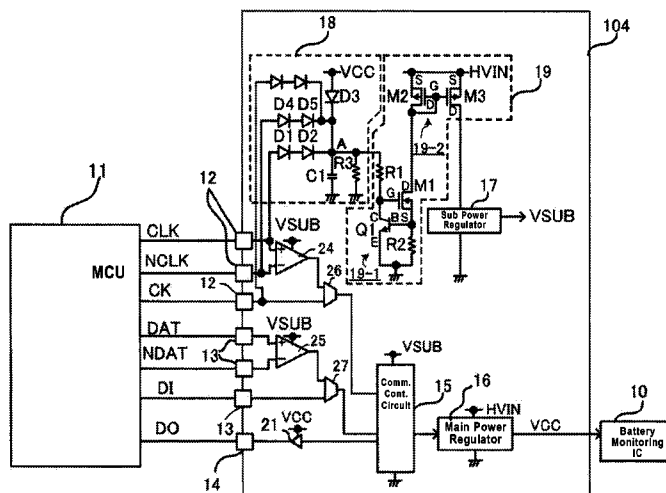 18
104
VCC
HVIN
19
D3
S
S
D4
D5
M2
G
D
M3
D
D1
D2
A
19-2
R3
R1
C1
G
D
M1
17
Sub Power Regulator
VSUB
C
B
S
Q1
E
R2
19-1
11
12
CLK
VSUB
24
MCU
NCLK
26
CK
12
DAT
VSUB
NDAT
13
25
27
VSUB
DI
Comm. Cont. Circuit
15
16
HVIN
10
13
VCC
DO
21
Main Power Regulator
VCC
Battery Monitoring IC
14